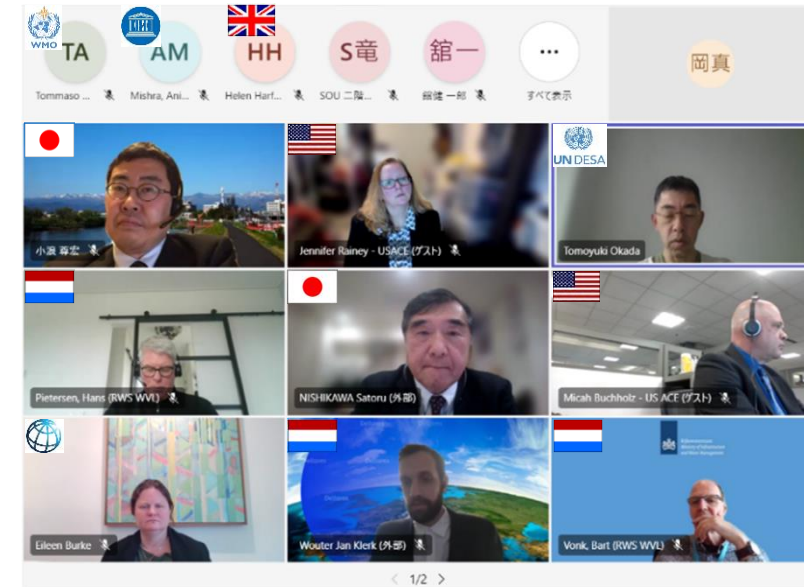 WMO
TA
AM
HH
S竜
舘一
...
岡真
Tommaso ...
Mishra, Ani...
Helen Harf...
SOU 二階...
舘健 一郎
すべて表示
小浪 尊宏
Jennifer Rainey - USACE (ゲスト)
UN DESA
Tomoyuki Okada
Pietersen, Hans (RWS WVL)
NISHIKAWA Satoru (外部)
Micah Buchholz - US ACE (ゲスト)
Eileen Burke
Wouter Jan Klerk (外部)
Vonk, Bart (RWS WVL)
1/2